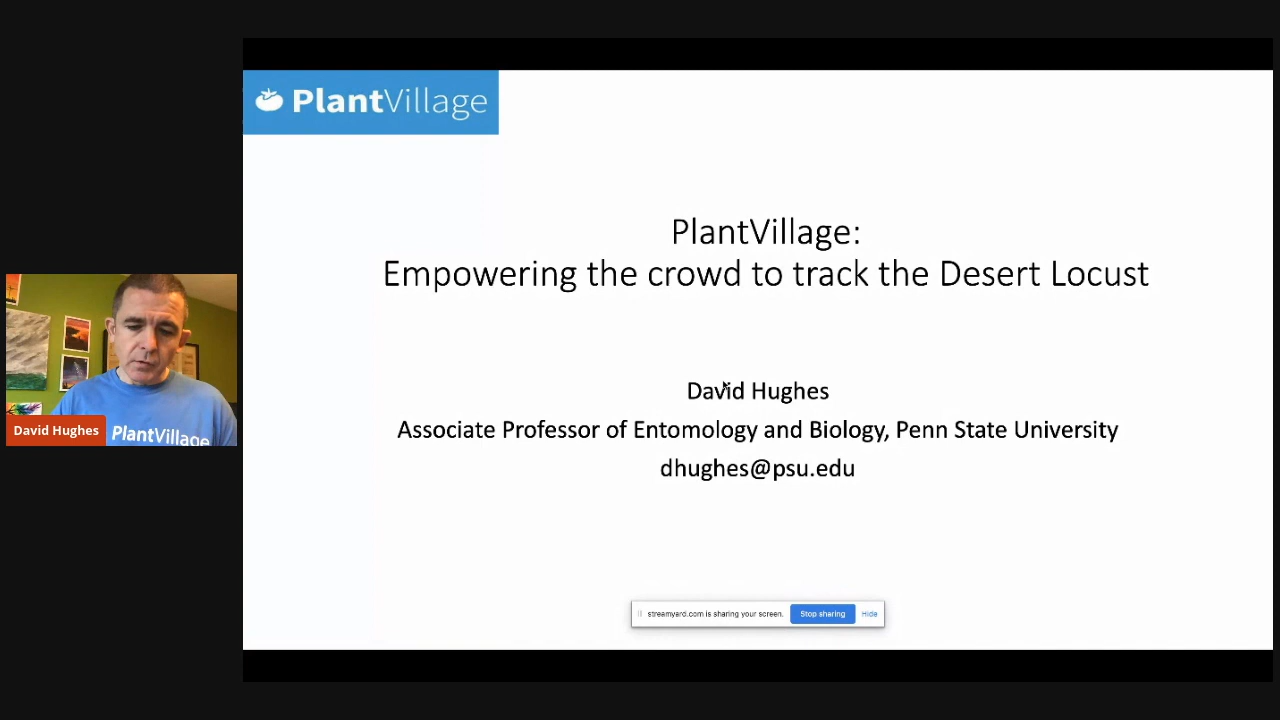 PlantVillage
PlantVillage:
Empowering the crowd to track the Desert Locust
David Hughes
Associate Professor of Entomology and Biology, Penn State University
dhughes@psu.edu
David Hughes
PlantVillage
streamyard.com is sharing your screen.
Stop sharing
Hide